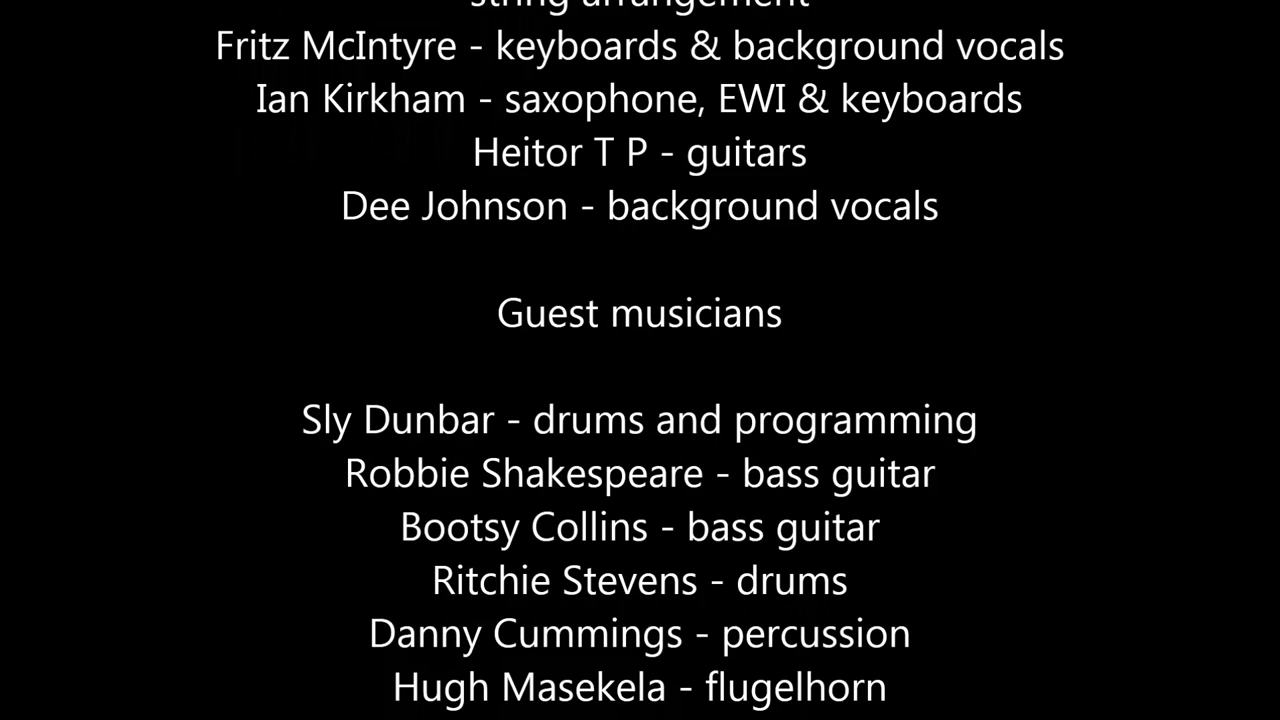 string arrangement
Fritz McIntyre - keyboards & background vocals
Ian Kirkham - saxophone, EWI & keyboards
Heitor T P - guitars
Dee Johnson - background vocals
Guest musicians
Sly Dunbar - drums and programming
Robbie Shakespeare - bass guitar
Bootsy Collins - bass guitar
Ritchie Stevens - drums
Danny Cummings - percussion
Hugh Masekela - flugelhorn